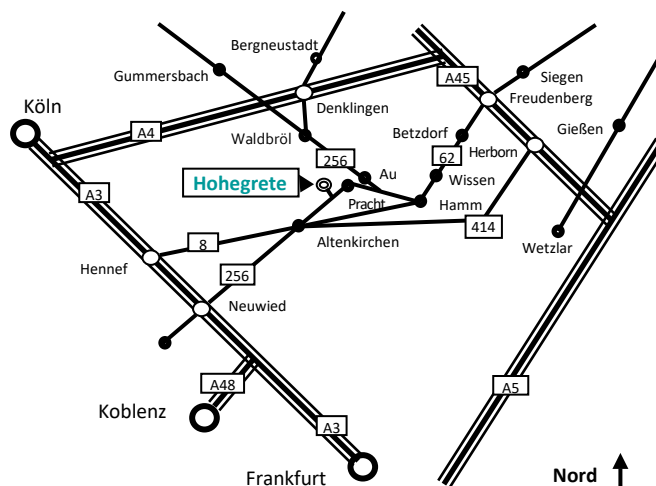 Bergneustadt
Gummersbach
A45
Siegen
Freudenberg
Köln
Denklingen
Gießen
A4
Waldbröl
Betzdorf
256
62
Herborn
Au
Wissen
Hohegrete
A3
Pracht
Hamm
414
Altenkirchen
Wetzlar
8
Hennef
256
Neuwied
A48
A5
Koblenz
A3
Frankfurt
Nord